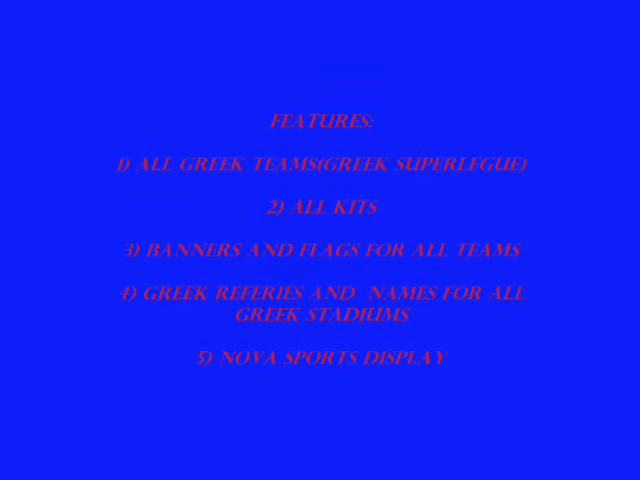 FEATURES:
1) ALL GREEK TEAMS(GREEK SUPERLEGUE)
2) ALL KITS
3) BANNERS AND FLAGS FOR ALL TEAMS
4) GREEK REFERIES AND NAMES FOR ALL
GREEK STADIUMS
5) NOVA SPORTS DISPLAY